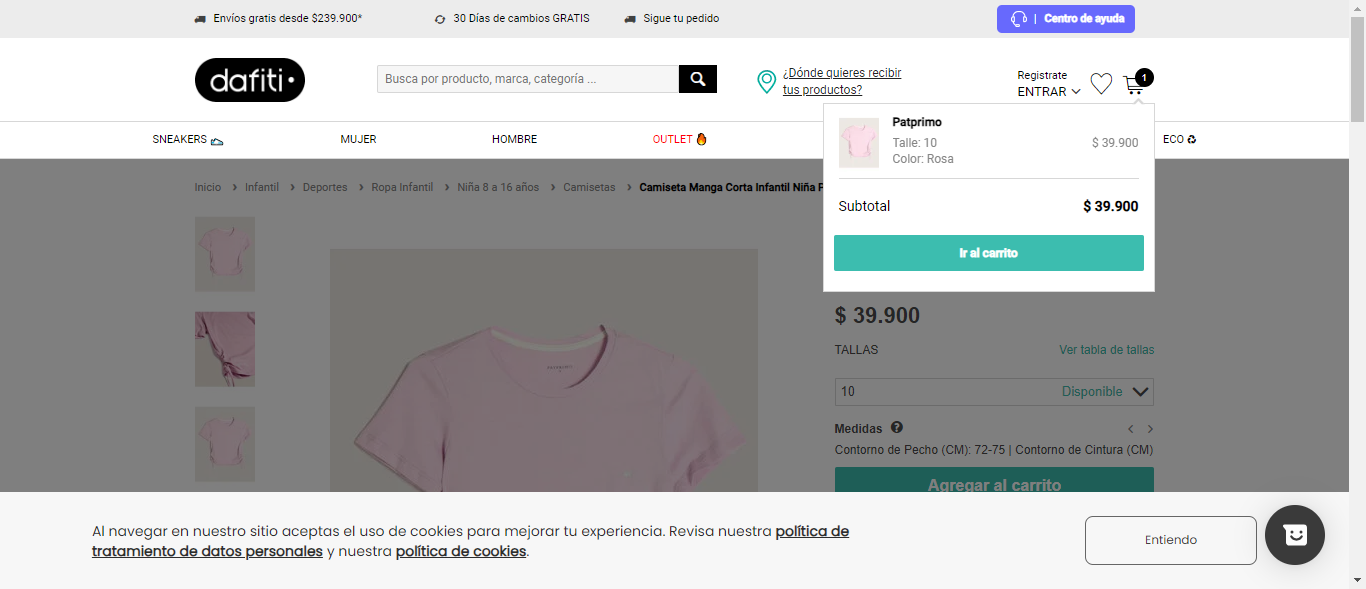 Envíos gratis desde $239.900*
30 Días de cambios GRATIS
Sigue tu pedido
| Centro de ayuda
dafiti
Busca por producto, marca, categoría ...
¿Dónde quieres recibir
tus productos?
Registrate
ENTRAR
1
SNEAKERS
MUJER
HOMBRE
OUTLET
ECO
Patprimo
Talle: 10
$ 39.900
Color: Rosa
Subtotal
$ 39.900
Ir al carrito
Inicio > Infantil > Deportes > Ropa Infantil > Niña 8 a 16 años > Camisetas > Camiseta Manga Corta Infantil Niña P
$ 39.900
TALLAS
Ver tabla de tallas
10
Disponible
Medidas
Contorno de Pecho (CM): 72-75 | Contorno de Cintura (CM)
Agregar al carrito
Al navegar en nuestro sitio aceptas el uso de cookies para mejorar tu experiencia. Revisa nuestra política de
tratamiento de datos personales y nuestra política de cookies.
Entiendo